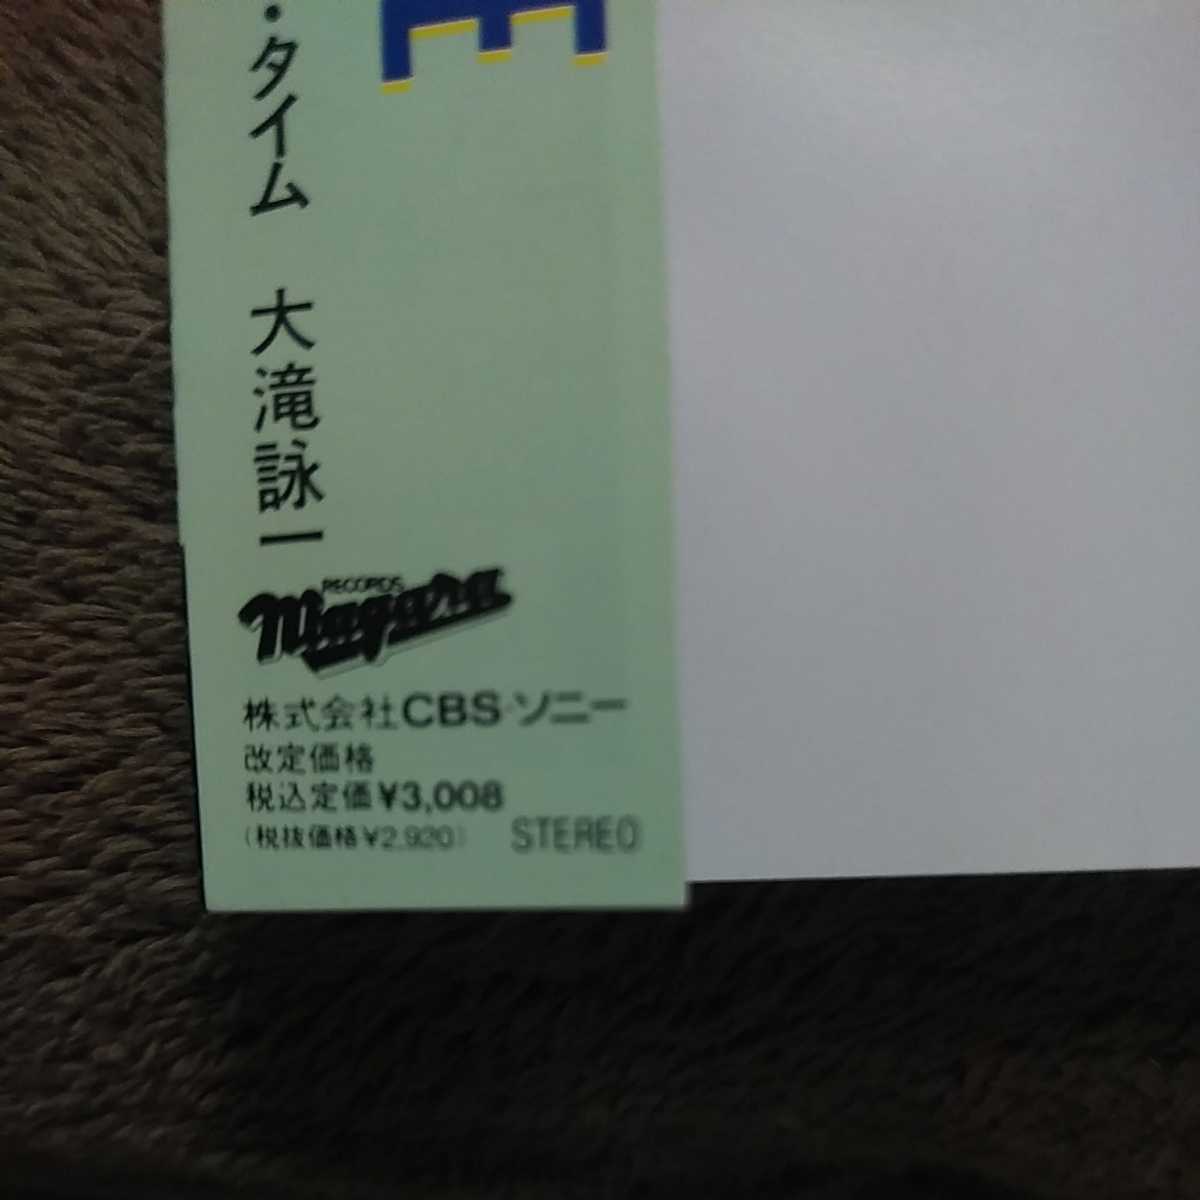 E
・タイム 大滝詠一
RECORDS
Niagara
株式会社CBS・ソニー
改定価格
税込定価¥3,008
(税抜価格¥2,920)
STEREO